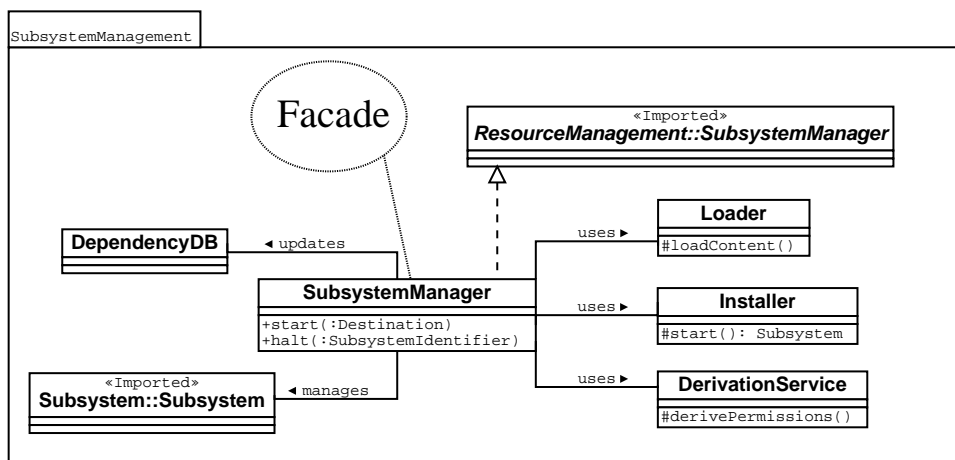 SubsystemManagement
Facade
«Imported»
ResourceManagement::SubsystemManager
Loader
#loadContent()
uses ►
DependencyDB
◄ updates
SubsystemManager
+start(:Destination)
+halt(:SubsystemIdentifier)
uses ►
Installer
#start(): Subsystem
«Imported»
Subsystem::Subsystem
◄ manages
uses ►
DerivationService
#derivePermissions()